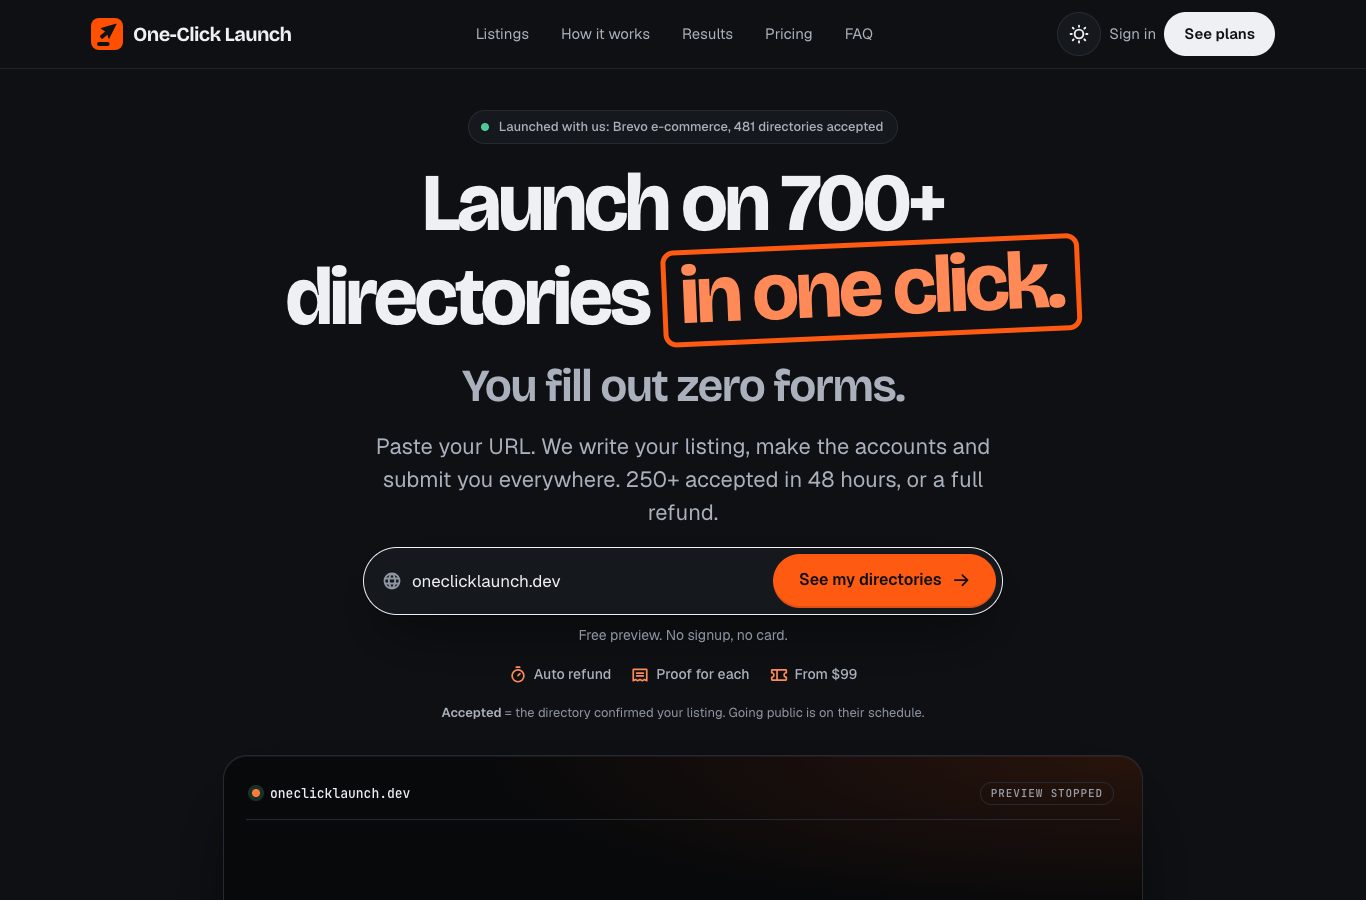 One-Click Launch
Listings
How it works
Results
Pricing
FAQ
Sign in
See plans
Launched with us: Brevo e-commerce, 481 directories accepted
Launch on 700+
directories in one click.
You fill out zero forms.
Paste your URL. We write your listing, make the accounts and
submit you everywhere. 250+ accepted in 48 hours, or a full
refund.
oneclicklaunch.dev
See my directories →
Free preview. No signup, no card.
Auto refund
Proof for each
From $99
Accepted = the directory confirmed your listing. Going public is on their schedule.
oneclicklaunch.dev
PREVIEW STOPPED